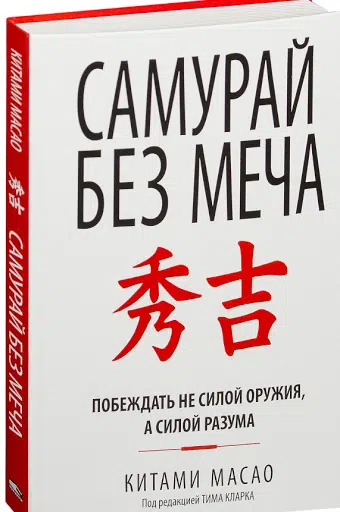 САМУРАЙ
БЕЗ МЕЧА
秀吉
ПОБЕЖДАТЬ НЕ СИЛОЙ ОРУЖИЯ,
А СИЛОЙ РАЗУМА
КИТАМИ МАСАО
Под редакцией ТИМА КЛАРКА
КИТАМИ МАСАО
秀吉
САМУРАЙ БЕЗ МЕЧА